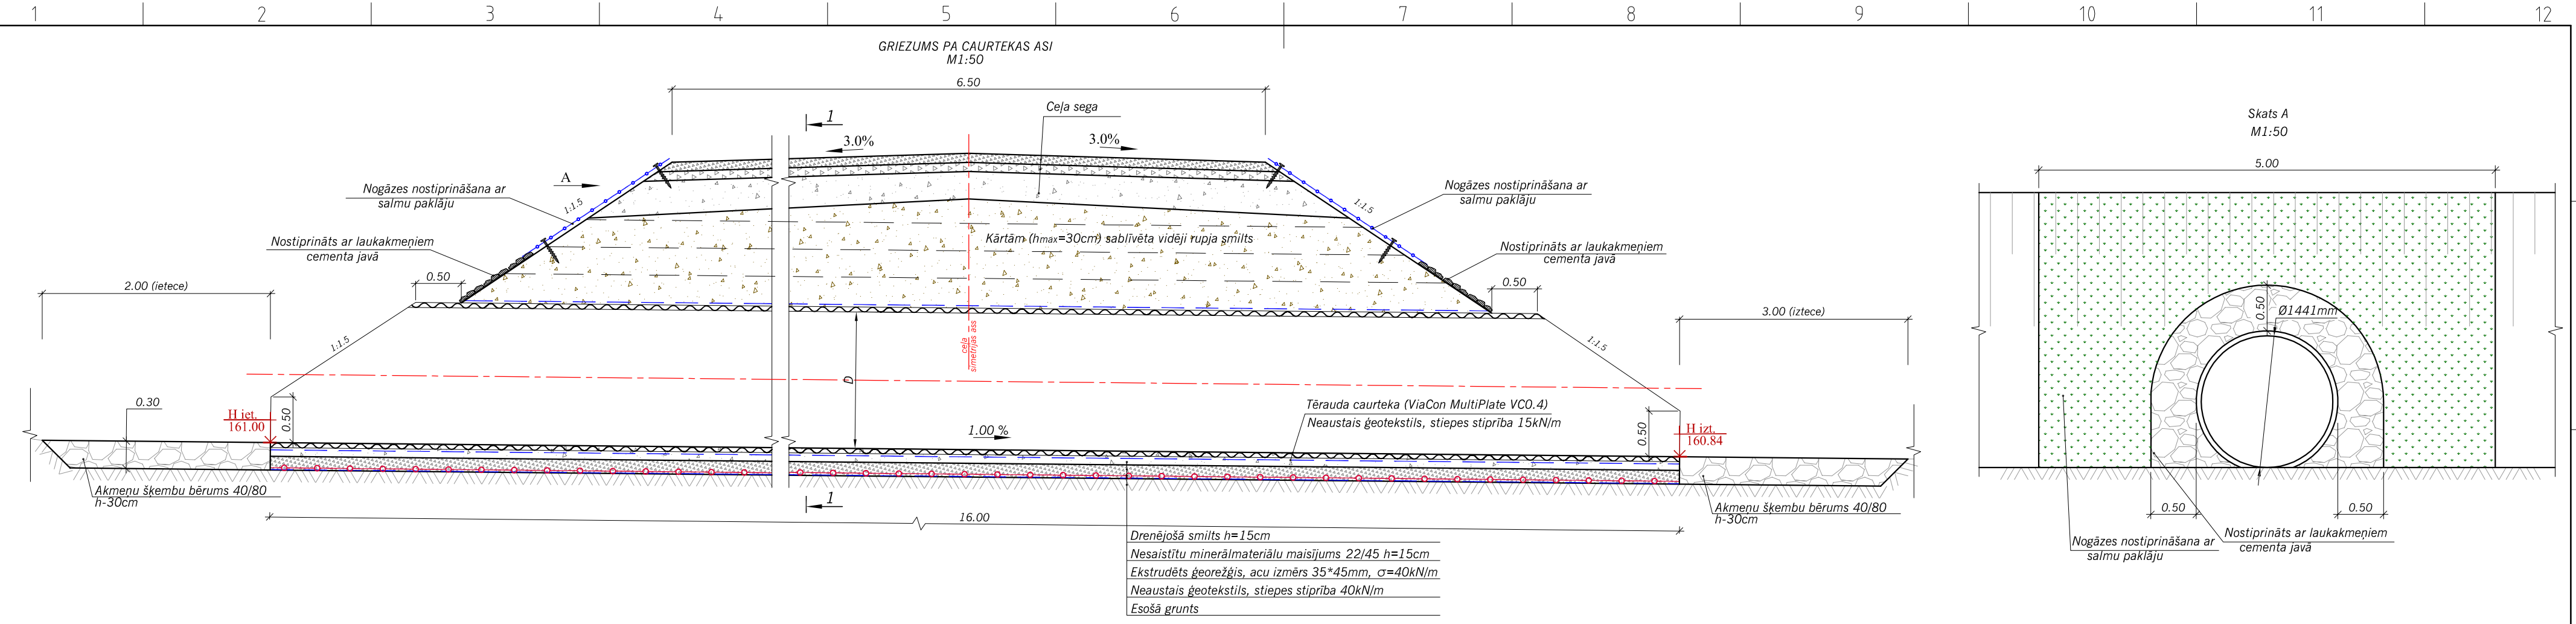 1 2 3 4 5 6 7 8 9 10 11 12
GRIEZUMS PA CAURTEKAS ASI
M1:50
6.50
Ceļa sega
1
3.0%
3.0%
A
Nogāzes nostiprināšana ar
salmu paklāju
1:1.5
Nostiprināts ar laukakmeņiem
cementa javā
0.50
2.00 (ietece)
1:1.5
0.30
H iet.
161.00
0.50
Akmeņu šķembu bērums 40/80
h-30cm
Kārtām (hmax=30cm) sablīvēta vidēji rupja smilts
ceļa
simetrijas ass
D
1.00 %
Tērauda caurteka (ViaCon MultiPlate VC0.4)
Neaustais ģeotekstils, stiepes stiprība 15kN/m
1:1.5
Nogāzes nostiprināšana ar
salmu paklāju
Nostiprināts ar laukakmeņiem
cementa javā
0.50
3.00 (iztece)
1:1.5
0.50
H izt.
160.84
Akmeņu šķembu bērums 40/80
h-30cm
1
16.00
Drenējošā smilts h=15cm
Nesaistītu minerālmateriālu maisījums 22/45 h=15cm
Ekstrudēts ģeorežģis, acu izmērs 35*45mm, σ=40kN/m
Neaustais ģeotekstils, stiepes stiprība 40kN/m
Esošā grunts
Skats A
M1:50
5.00
0.50
Ø1441mm
0.50
0.50
Nogāzes nostiprināšana ar
salmu paklāju
Nostiprināts ar laukakmeņiem
cementa javā